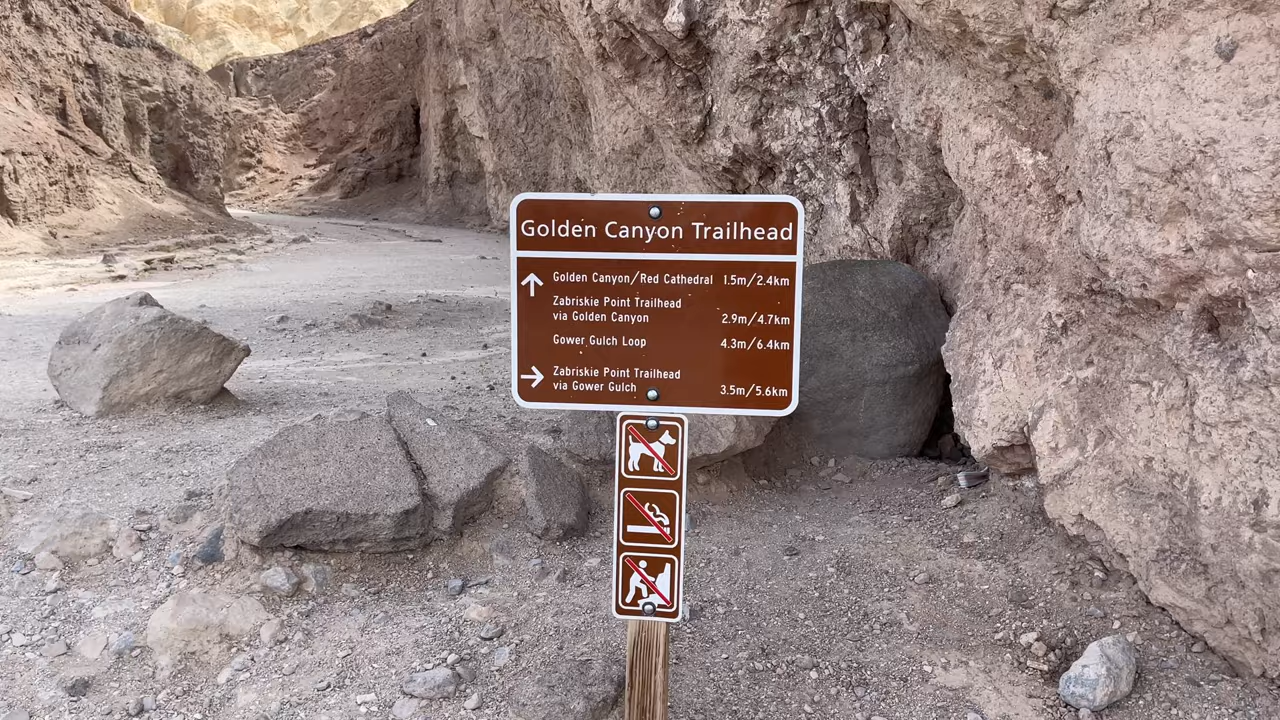 Golden Canyon Trailhead
Golden Canyon/Red Cathedral 1.5m/2.4km
Zabriskie Point Trailhead
via Golden Canyon 2.9m/4.7km
Gower Gulch Loop 4.3m/6.4km
Zabriskie Point Trailhead
via Gower Gulch 3.5m/5.6km